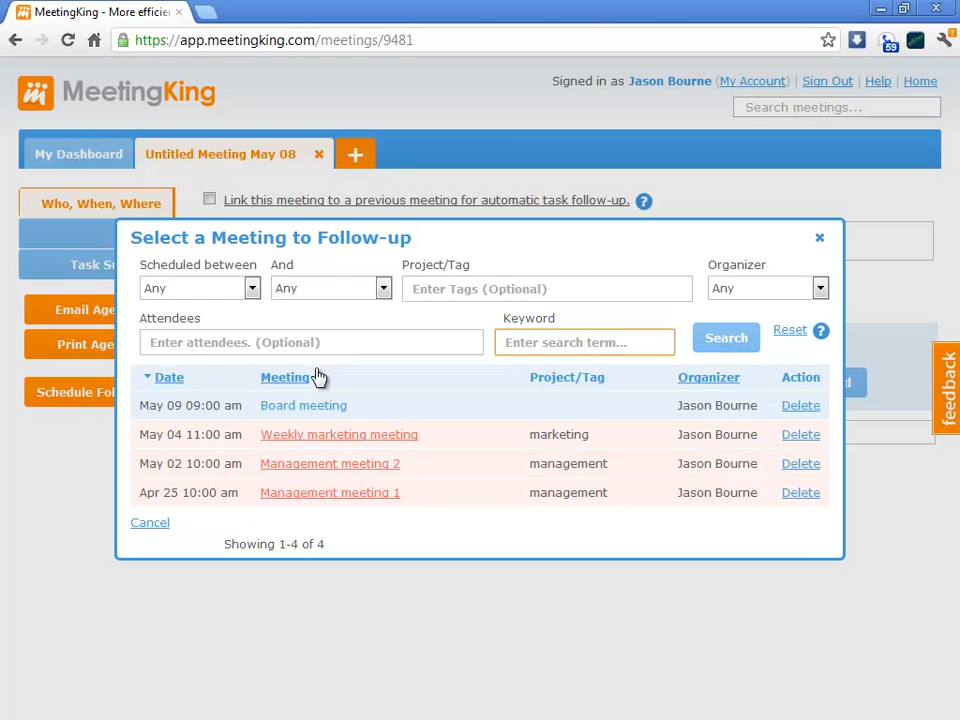 MeetingKing - More efficie
https://app.meetingking.com/meetings/9481
59
MeetingKing
Signed in as Jason Bourne (My Account) | Sign Out | Help | Home
Search meetings...
My Dashboard
Untitled Meeting May 08
+
Who, When, Where
Link this meeting to a previous meeting for automatic task follow-up. ?
Task Su
Email Age
Print Age
Schedule Fol
d
feedback
Select a Meeting to Follow-up
Scheduled between And Project/Tag Organizer
Any Any Enter Tags (Optional) Any
Attendees Keyword
Enter attendees. (Optional) Enter search term... Search Reset ?
Date Meeting Project/Tag Organizer Action
May 09 09:00 am Board meeting Jason Bourne Delete
May 04 11:00 am Weekly marketing meeting marketing Jason Bourne Delete
May 02 10:00 am Management meeting 2 management Jason Bourne Delete
Apr 25 10:00 am Management meeting 1 management Jason Bourne Delete
Cancel
Showing 1-4 of 4